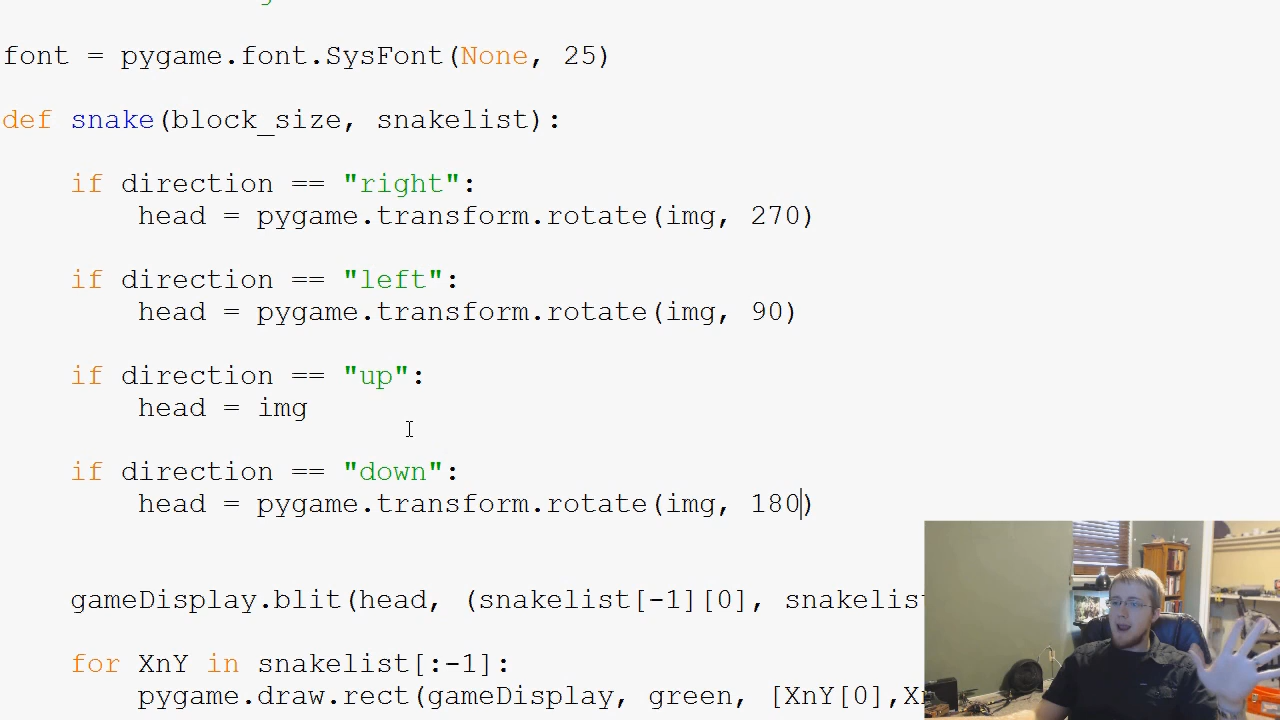 font = pygame.font.SysFont(None, 25)
def snake(block_size, snakelist):
if direction == "right":
head = pygame.transform.rotate(img, 270)
if direction == "left":
head = pygame.transform.rotate(img, 90)
if direction == "up":
head = img
if direction == "down":
head = pygame.transform.rotate(img, 180)
gameDisplay.blit(head, (snakelist[-1][0], snakelist
for XnY in snakelist[:-1]:
pygame.draw.rect(gameDisplay, green, [XnY[0],X